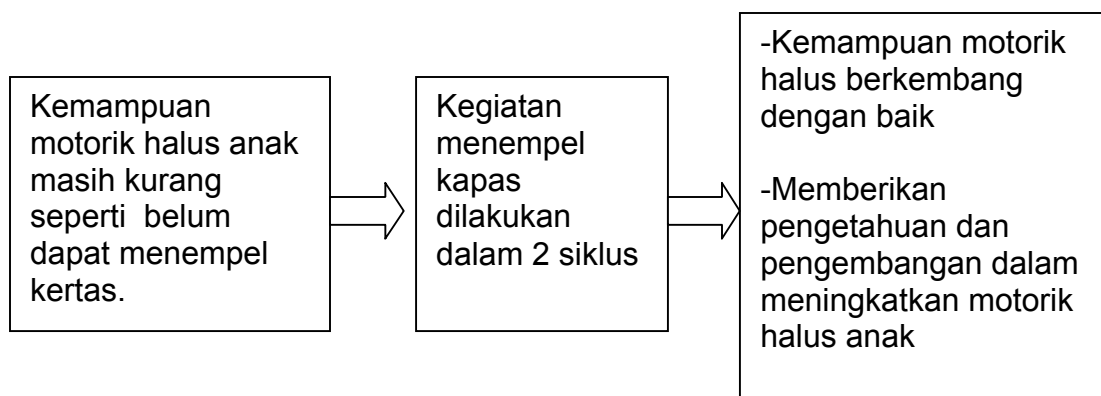 Kemampuan
motorik halus anak
masih kurang
seperti belum
dapat menempel
kertas.
Kegiatan
menempel
kapas
dilakukan
dalam 2 siklus
-Kemampuan motorik
halus berkembang
dengan baik
-Memberikan
pengetahuan dan
pengembangan dalam
meningkatkan motorik
halus anak